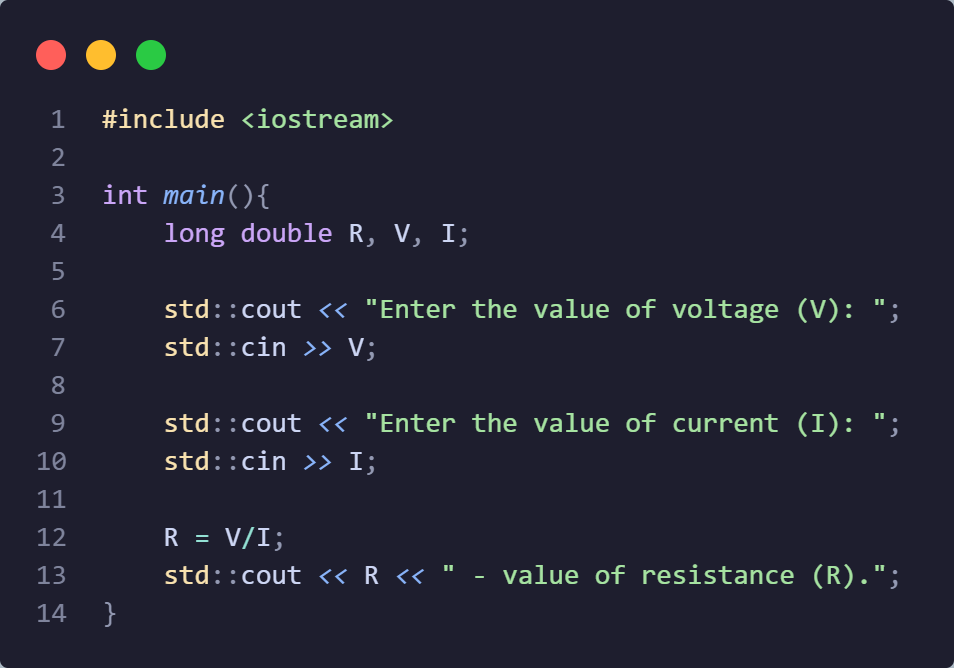 1 #include <iostream>
2
3 int main(){
4     long double R, V, I;
5
6     std::cout << "Enter the value of voltage (V): ";
7     std::cin >> V;
8
9     std::cout << "Enter the value of current (I): ";
10     std::cin >> I;
11
12     R = V/I;
13     std::cout << R << " - value of resistance (R).";
14 }